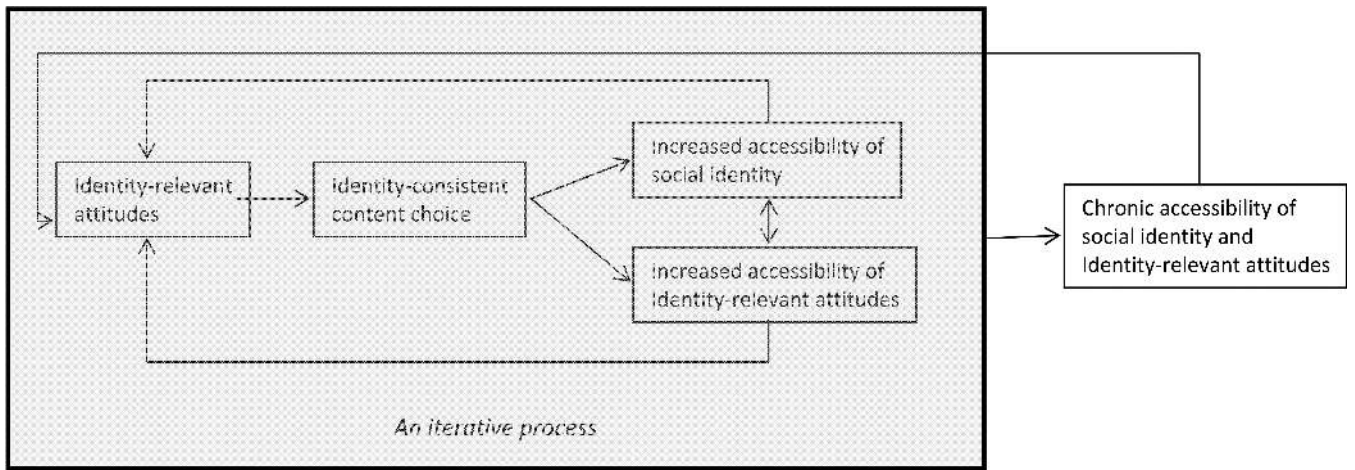 Identity-relevant
attitudes
Identity-consistent
content choice
Increased accessibility of
social identity
Increased accessibility of
Identity-relevant attitudes
Chronic accessibility of
social identity and
Identity-relevant attitudes
An iterative process